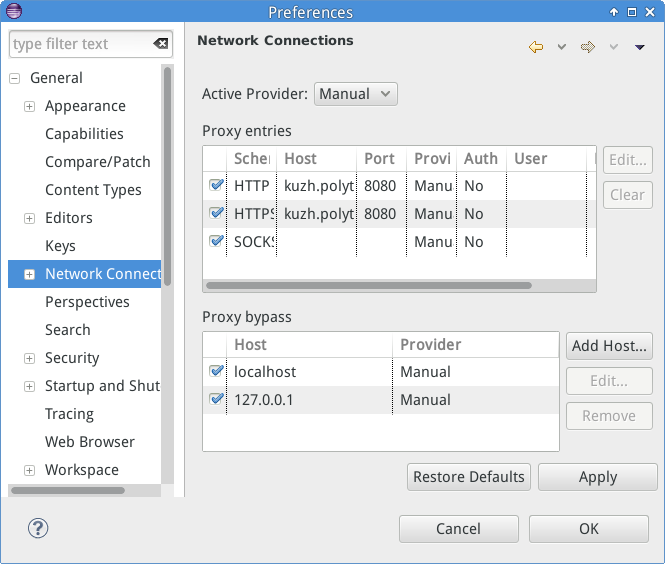 Preferences
type filter text
General
Appearance
Capabilities
Compare/Patch
Content Types
Editors
Keys
Network Connect
Perspectives
Search
Security
Startup and Shut
Tracing
Web Browser
Workspace
Network Connections
Active Provider: Manual
Proxy entries
Schei Host Port Provi Auth User
HTTP kuzh.polyt 8080 Manu No
HTTPS kuzh.polyt 8080 Manu No
SOCKS Manu No
Edit...
Clear
Proxy bypass
Host Provider
localhost Manual
127.0.0.1 Manual
Add Host...
Edit...
Remove
Restore Defaults Apply
Cancel OK